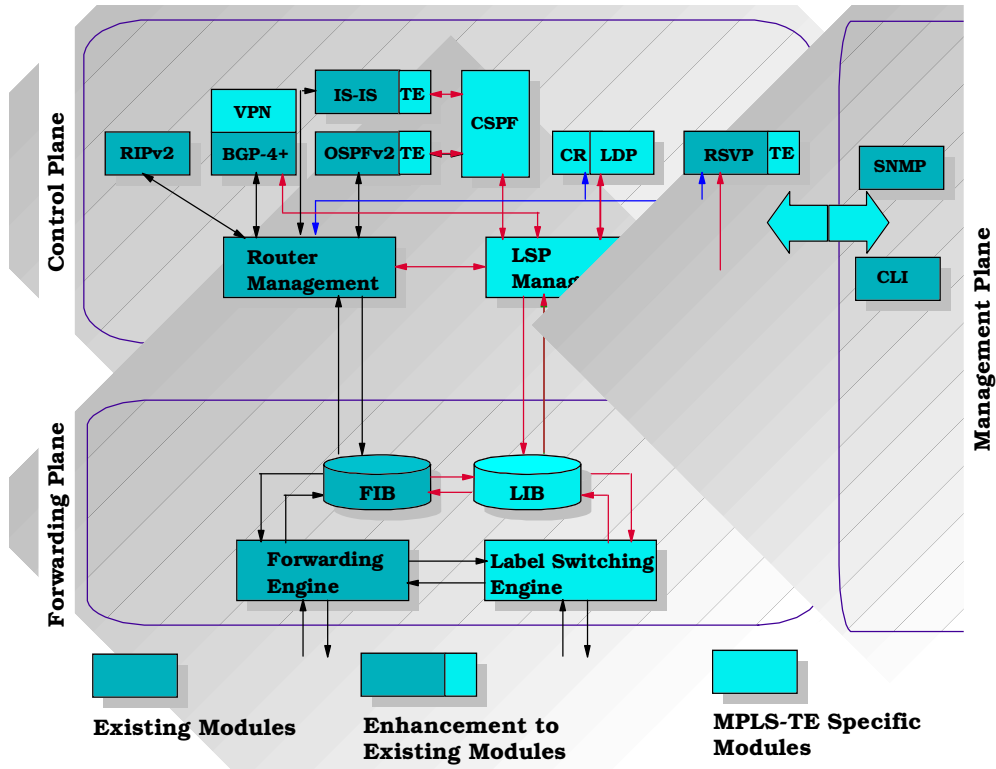 Control Plane
IS-IS TE
VPN
CSPF
RIPv2
BGP-4+
OSPFv2 TE
CR LDP
RSVP TE
SNMP
Router
Management
LSP
Manag
CLI
Management Plane
Forwarding Plane
FIB
LIB
Forwarding
Engine
Label Switching
Engine
Existing Modules
Enhancement to
Existing Modules
MPLS-TE Specific
Modules